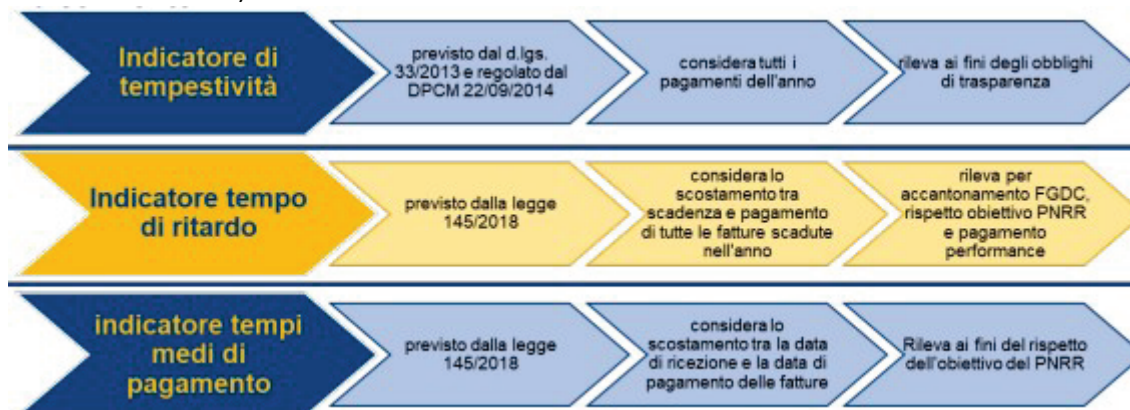 Indicatore di
tempestività
previsto dal d.lgs.
33/2013 e regolato dal
DPCM 22/09/2014
considera tutti i
pagamenti dell'anno
rileva ai fini degli obblighi
di trasparenza
Indicatore tempo
di ritardo
previsto dalla legge
145/2018
considera lo
scostamento tra
scadenza e pagamento
di tutte le fatture scadute
nell'anno
rileva per
accantonamento FGDC,
rispetto obiettivo PNRR
e pagamento
performance
indicatore tempi
medi di
pagamento
previsto dalla legge
145/2018
considera lo
scostamento tra la data
di ricezione e la data di
pagamento delle fatture
Rileva ai fini del rispetto
dell'obiettivo del PNRR